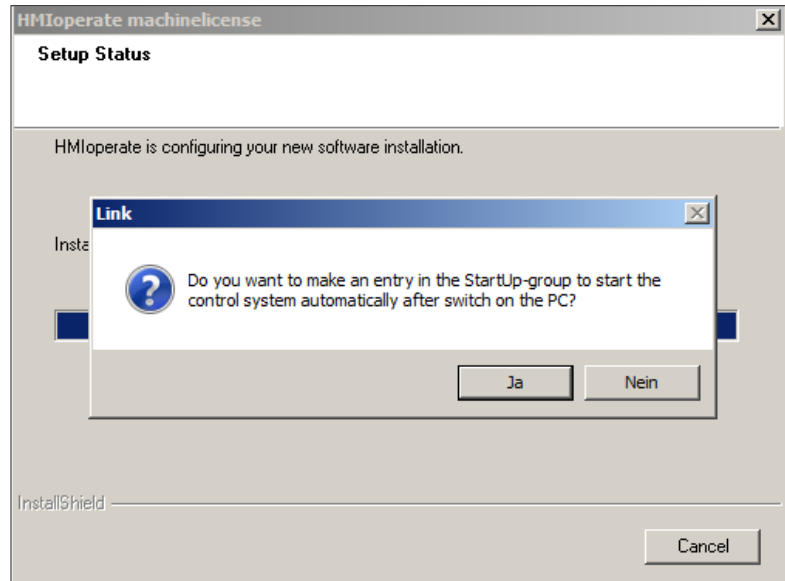 HMIoperate machinelicense
Setup Status
HMIoperate is configuring your new software installation.
Link
Insta
Do you want to make an entry in the StartUp-group to start the
control system automatically after switch on the PC?
Ja
Nein
InstallShield
Cancel